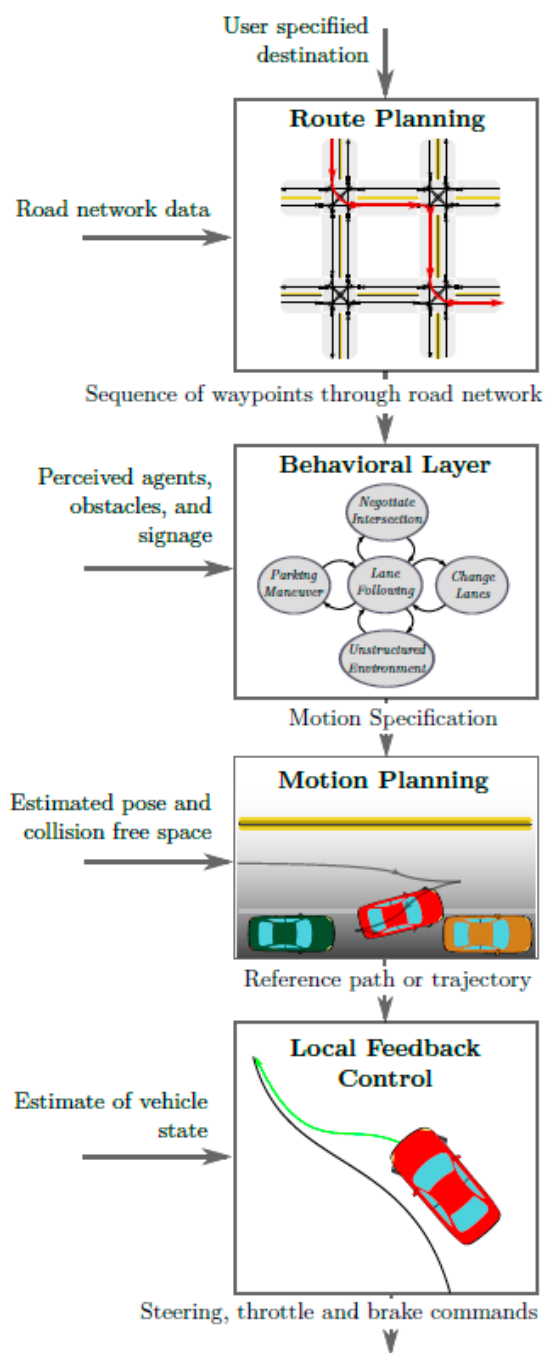 User specifiied
destination
Route Planning
Road network data
Sequence of waypoints through road network
Perceived agents,
obstacles, and
signage
Behavioral Layer
Negotiate
Intersection
Parking
Maneuver
Lane
Following
Change
Lanes
Unstructured
Environment
Motion Specification
Estimated pose and
collision free space
Motion Planning
Reference path or trajectory
Estimate of vehicle
state
Local Feedback
Control
Steering, throttle and brake commands